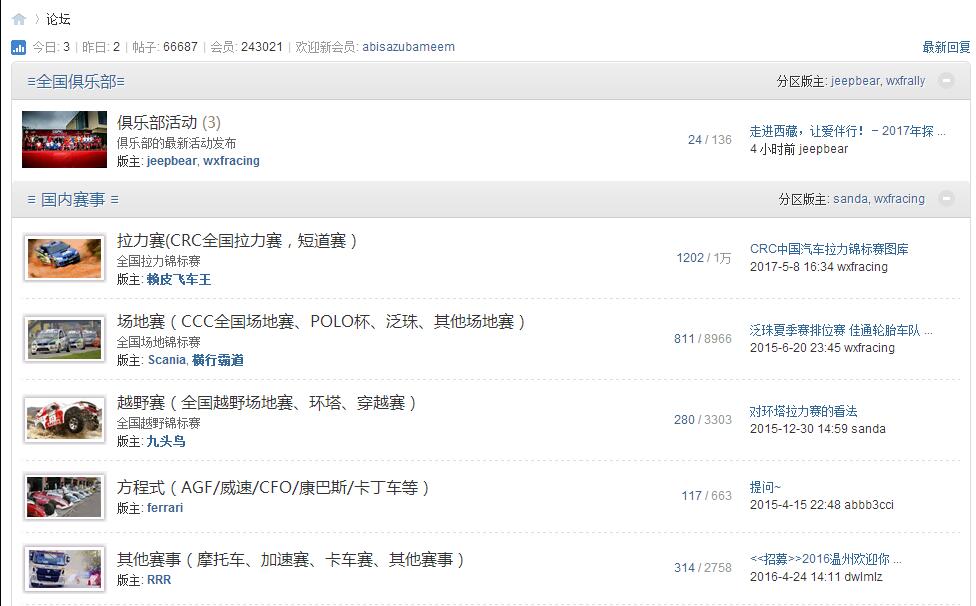 〉论坛
今日: 3 | 昨日: 2 | 帖子: 66687 | 会员: 243021 | 欢迎新会员: abisazubameem 最新回复
≡全国俱乐部≡ 分区版主: jeepbear, wxfrally
俱乐部活动 (3)
俱乐部的最新活动发布
版主: jeepbear, wxfracing
24 / 136
走进西藏，让爱伴行！－2017年探 ...
4 小时前 jeepbear
≡ 国内赛事 ≡ 分区版主: sanda, wxfracing
拉力赛(CRC全国拉力赛，短道赛）
全国拉力锦标赛
版主: 赖皮飞车王
1202 / 1万
CRC中国汽车拉力锦标赛图库
2017-5-8 16:34 wxfracing
场地赛（CCC全国场地赛、POLO杯、泛珠、其他场地赛）
全国场地锦标赛
版主: Scania, 横行霸道
811 / 8966
泛珠夏季赛排位赛 佳通轮胎车队 ...
2015-6-20 23:45 wxfracing
越野赛（全国越野场地赛、环塔、穿越赛）
全国越野锦标赛
版主: 九头鸟
280 / 3303
对环塔拉力赛的看法
2015-12-30 14:59 sanda
方程式（AGF/威速/CFO/康巴斯/卡丁车等）
版主: ferrari
117 / 663
提问~
2015-4-15 22:48 abbb3cci
其他赛事（摩托车、加速赛、卡车赛、其他赛事）
版主: RRR
314 / 2758
<<招募>>2016温州欢迎你 ...
2016-4-24 14:11 dwlmlz